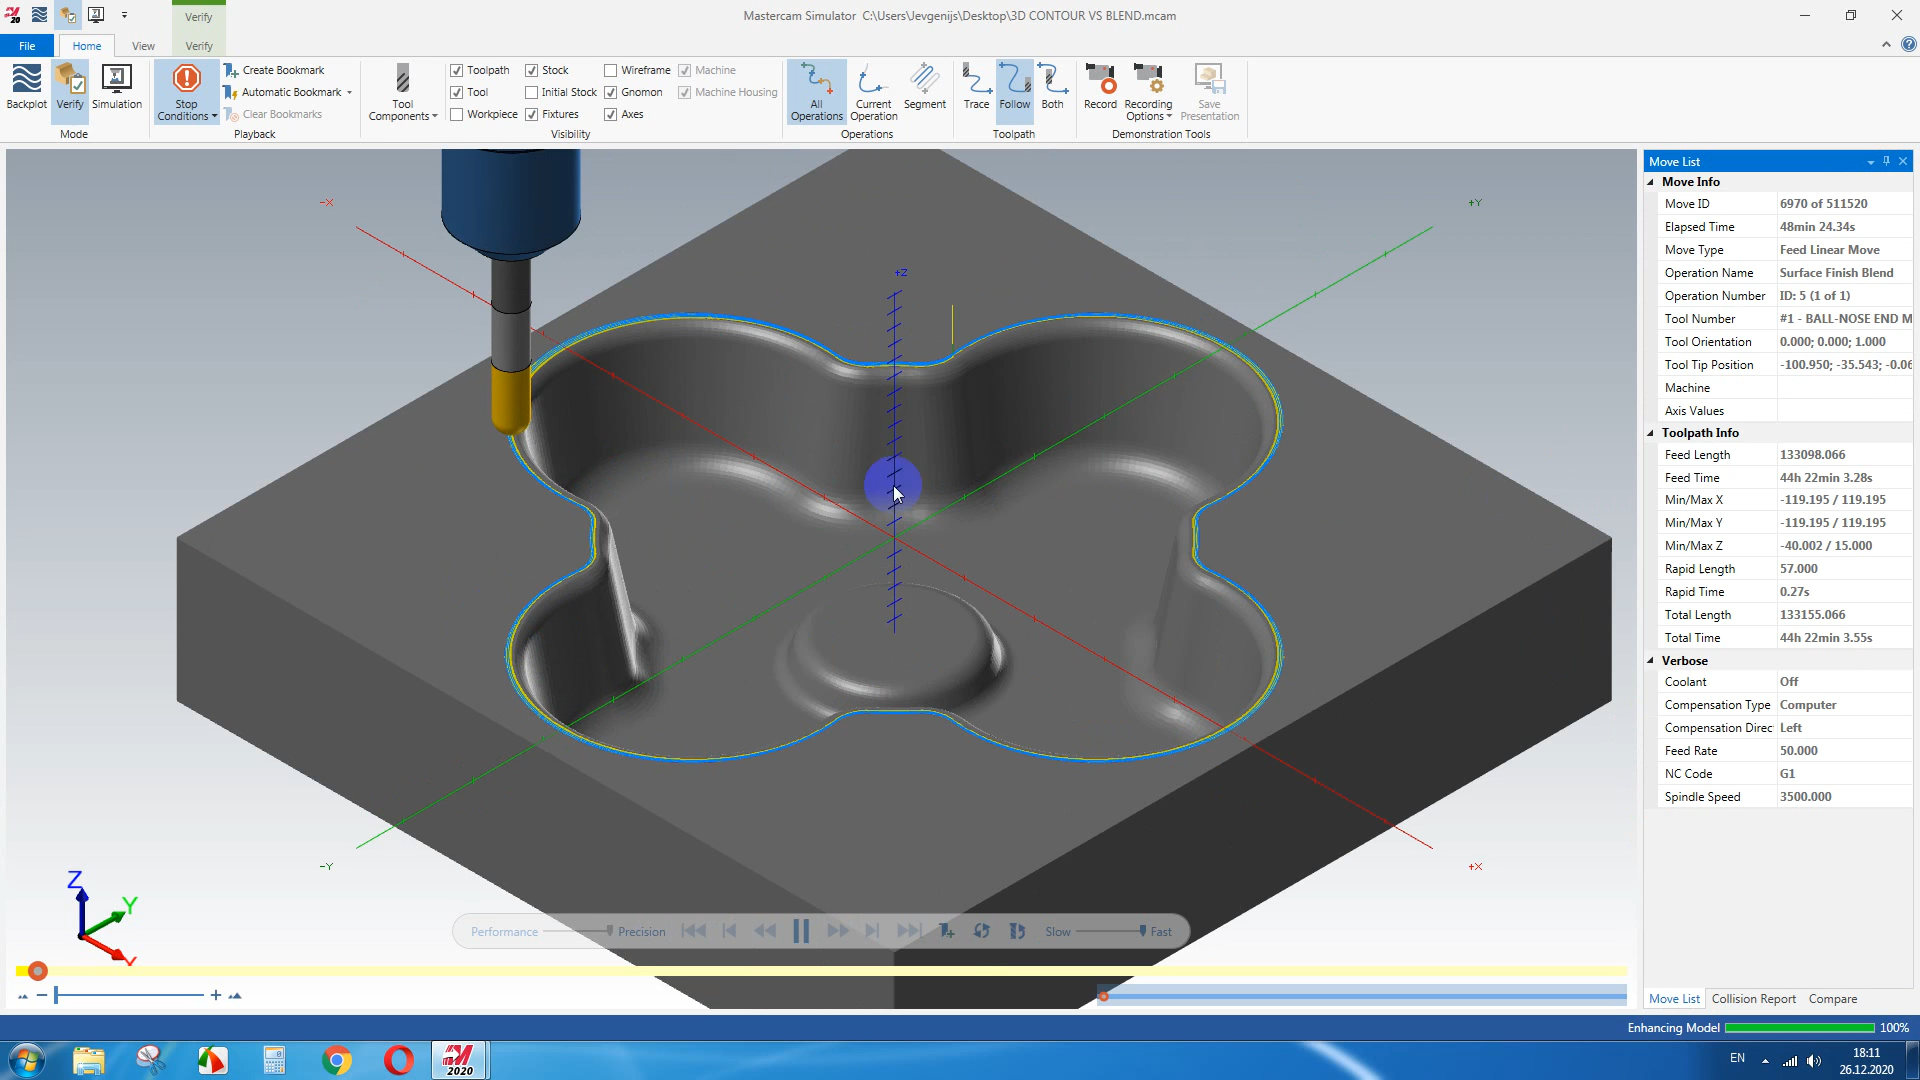 Verify
Mastercam Simulator  C:\Users\Jevgenijs\Desktop\3D CONTOUR VS BLEND.mcam
File
Home
View
Verify
Backplot
Verify
Simulation
Mode
Stop Conditions
Create Bookmark
Automatic Bookmark
Clear Bookmarks
Playback
Tool Components
Toolpath
Stock
Wireframe
Machine
Tool
Initial Stock
Gnomon
Machine Housing
Workpiece
Fixtures
Axes
Visibility
All Operations
Current Operation
Segment
Operations
Trace
Follow
Both
Toolpath
Record
Recording Options
Save Presentation
Demonstration Tools
-X
+Y
+Z
-Y
+X
Z
Y
Performance
Precision
Slow
Fast
Move List
Move Info
Move ID 6970 of 511520
Elapsed Time 48min 24.34s
Move Type Feed Linear Move
Operation Name Surface Finish Blend
Operation Number ID: 5 (1 of 1)
Tool Number #1 - BALL-NOSE END M
Tool Orientation 0.000; 0.000; 1.000
Tool Tip Position -100.950; -35.543; -0.06
Machine
Axis Values
Toolpath Info
Feed Length 133098.066
Feed Time 44h 22min 3.28s
Min/Max X -119.195 / 119.195
Min/Max Y -119.195 / 119.195
Min/Max Z -40.002 / 15.000
Rapid Length 57.000
Rapid Time 0.27s
Total Length 133155.066
Total Time 44h 22min 3.55s
Verbose
Coolant Off
Compensation Type Computer
Compensation Direc Left
Feed Rate 50.000
NC Code G1
Spindle Speed 3500.000
Move List Collision Report Compare
Enhancing Model 100%
2020
EN
18:11
26.12.2020